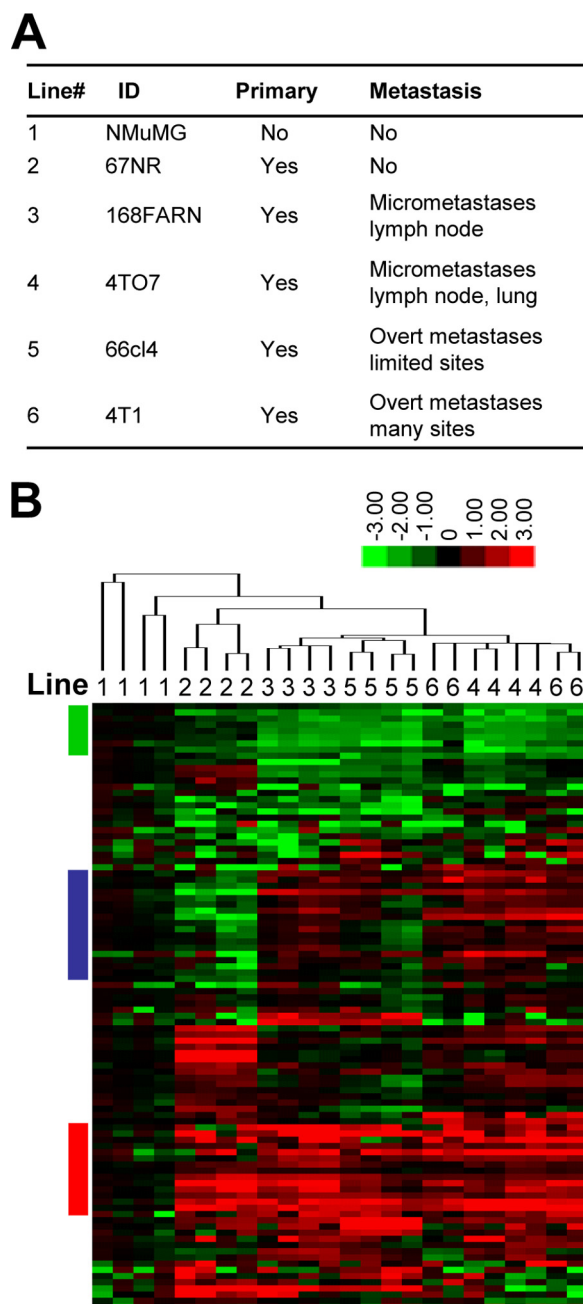 A
Line# ID Primary Metastasis
1 NMuMG No No
2 67NR Yes No
3 168FARN Yes Micrometastases
lymph node
4 4TO7 Yes Micrometastases
lymph node, lung
5 66cl4 Yes Overt metastases
limited sites
6 4T1 Yes Overt metastases
many sites
B
-3.00 -2.00 -1.00 0 1.00 2.00 3.00
Line 1 1 1 1 2 2 2 2 3 3 3 3 5 5 5 5 6 6 4 4 4 4 6 6